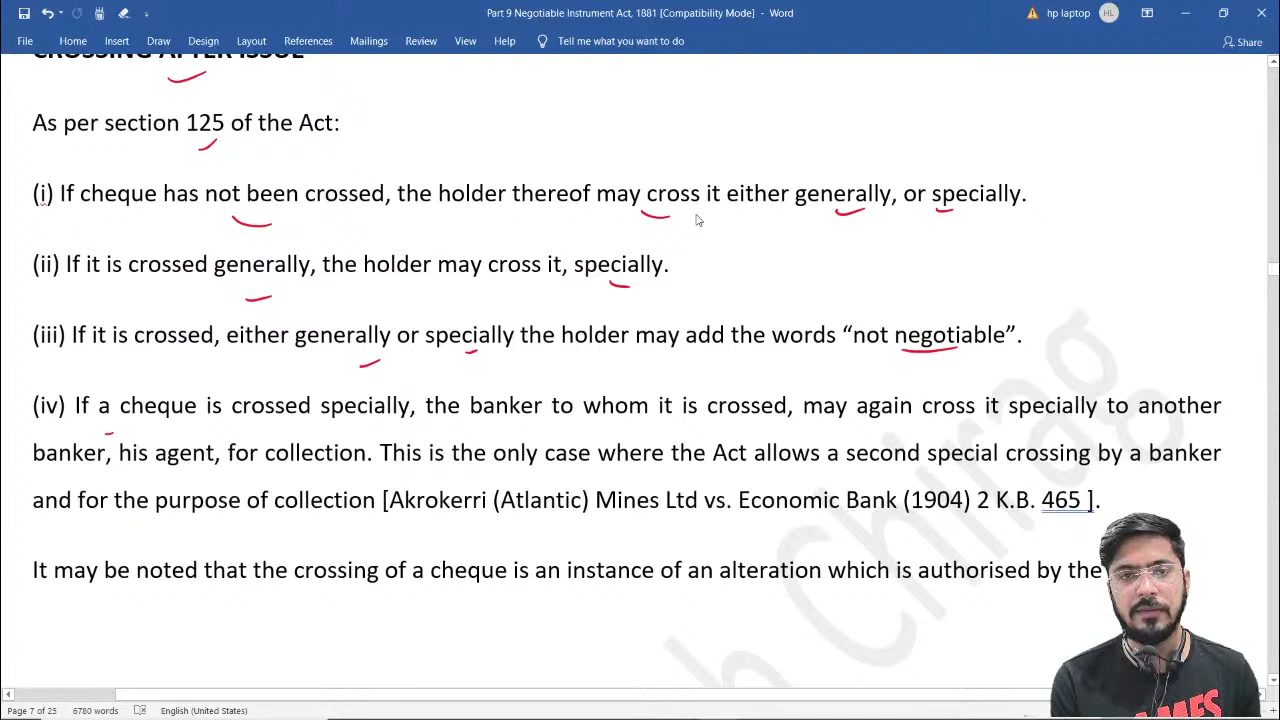 Part 9 Negotiable Instrument Act, 1881 [Compatibility Mode] - Word
hp laptop
HL
File Home Insert Draw Design Layout References Mailings Review View Help Tell me what you want to do
Share
CROSSING AFTER ISSUE
As per section 125 of the Act:
(i) If cheque has not been crossed, the holder thereof may cross it either generally, or specially.
(ii) If it is crossed generally, the holder may cross it, specially.
(iii) If it is crossed, either generally or specially the holder may add the words “not negotiable”.
(iv) If a cheque is crossed specially, the banker to whom it is crossed, may again cross it specially to another
banker, his agent, for collection. This is the only case where the Act allows a second special crossing by a banker
and for the purpose of collection [Akrokerri (Atlantic) Mines Ltd vs. Economic Bank (1904) 2 K.B. 465 ].
It may be noted that the crossing of a cheque is an instance of an alteration which is authorised by the
Chirag
Page 7 of 25 6780 words English (United States)
JAMES